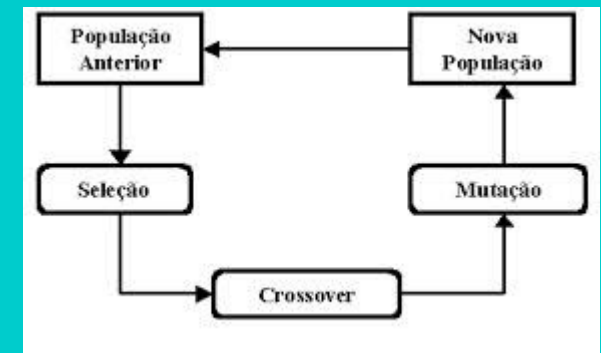 População
Anterior
Nova
População
Seleção
Mutação
Crossover